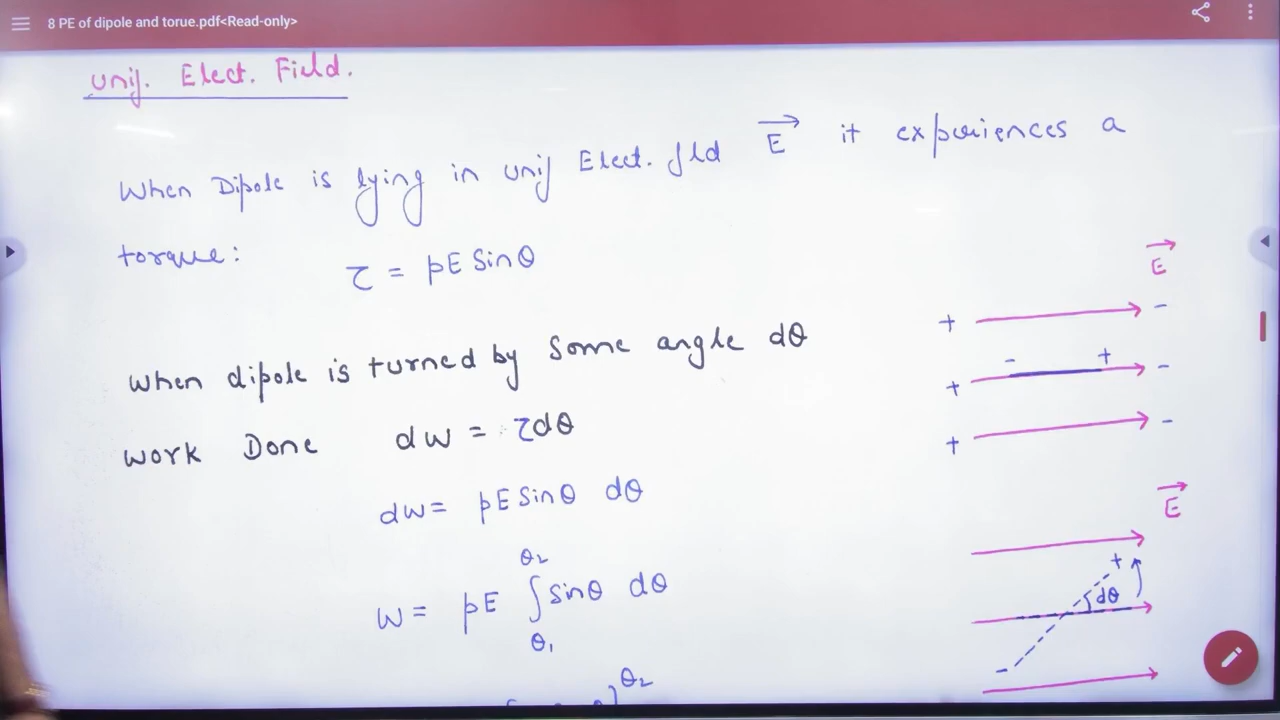 8 PE of dipole and torue.pdf<Read-only>
Unif. Elect. Field.
When Dipole is lying in unif Elect. fld E it experiences a
torque: τ = pE Sinθ
E
+ -
- +
+ -
+ -
When dipole is turned by Some angle dθ
work Done dw = τdθ
dw= pE Sinθ dθ
E
+
dθ
-
θ2
W= pE ∫ sinθ dθ
θ1
θ2